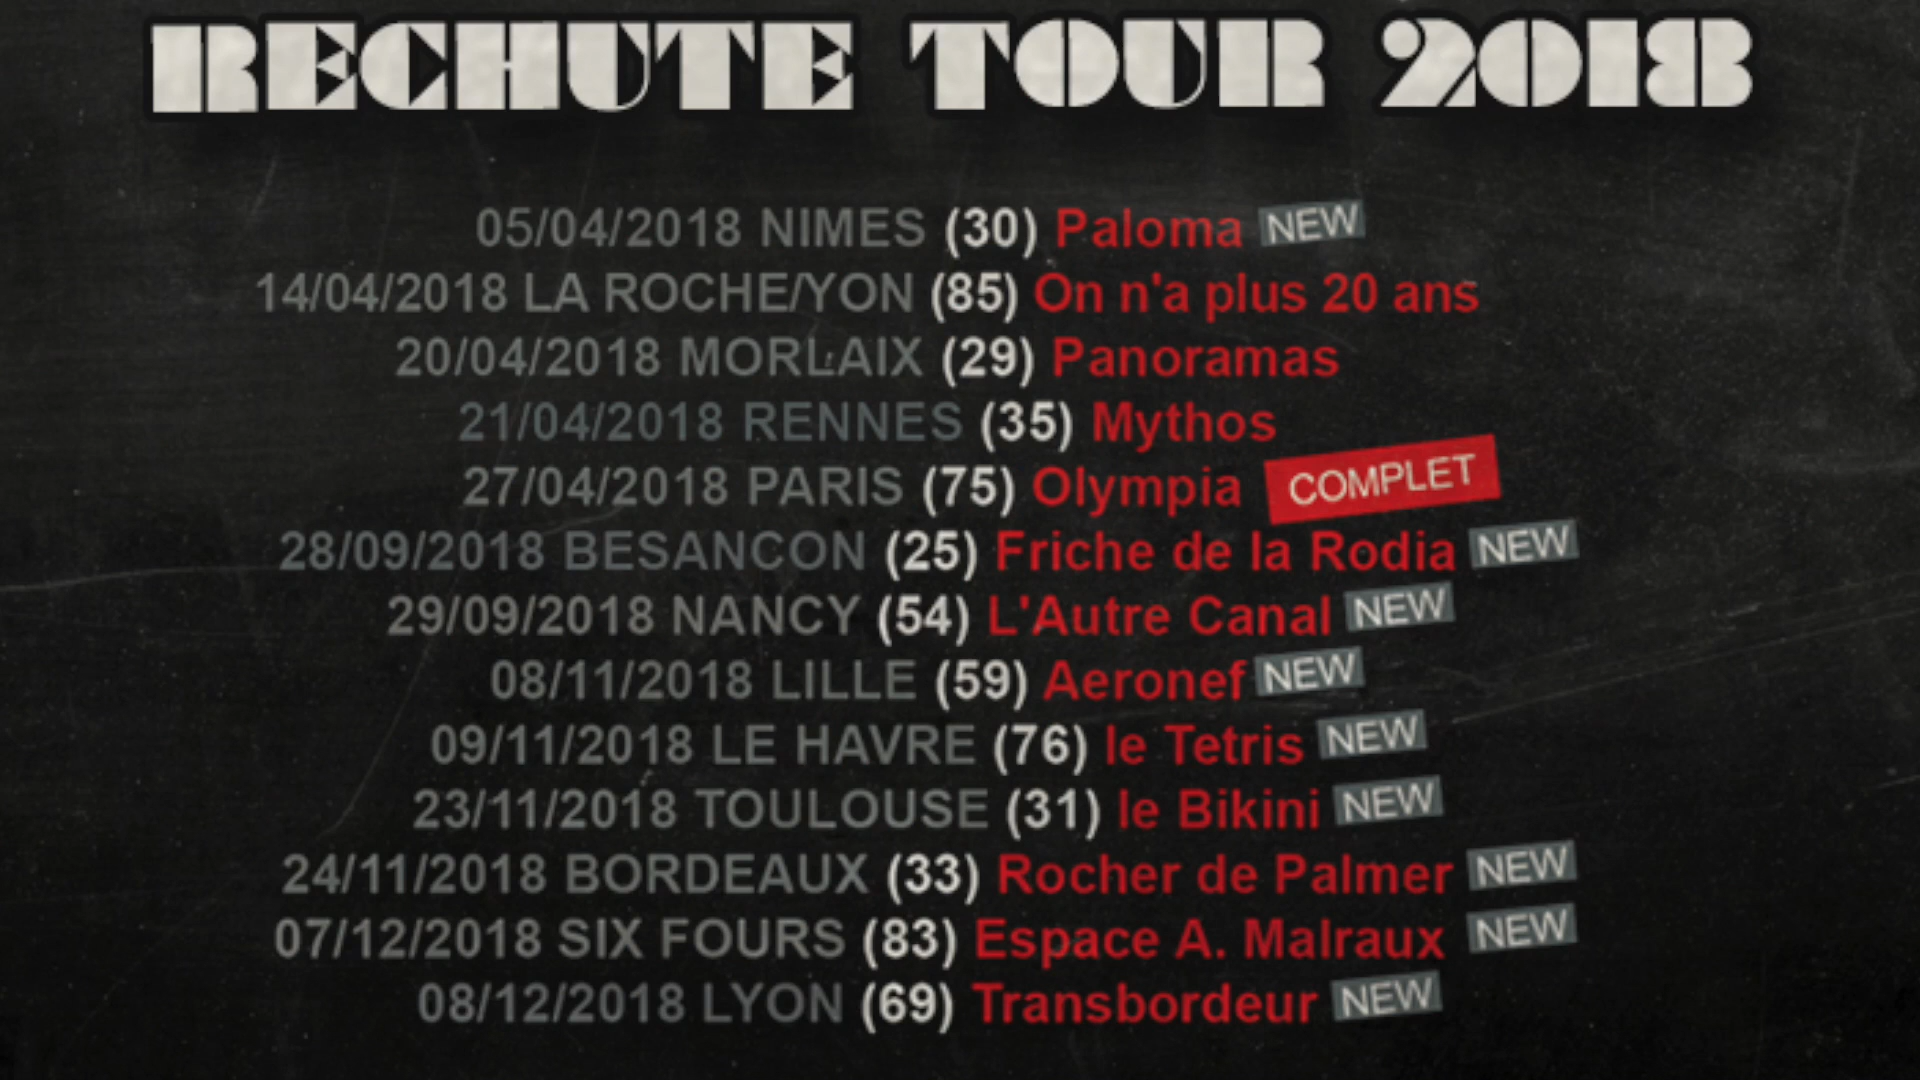 RECHUTE TOUR 2018
05/04/2018 NIMES (30) Paloma NEW
14/04/2018 LA ROCHE/YON (85) On n'a plus 20 ans
20/04/2018 MORLAIX (29) Panoramas
21/04/2018 RENNES (35) Mythos
27/04/2018 PARIS (75) Olympia COMPLET
28/09/2018 BESANCON (25) Friche de la Rodia NEW
29/09/2018 NANCY (54) L'Autre Canal NEW
08/11/2018 LILLE (59) Aeronef NEW
09/11/2018 LE HAVRE (76) le Tetris NEW
23/11/2018 TOULOUSE (31) le Bikini NEW
24/11/2018 BORDEAUX (33) Rocher de Palmer NEW
07/12/2018 SIX FOURS (83) Espace A. Malraux NEW
08/12/2018 LYON (69) Transbordeur NEW